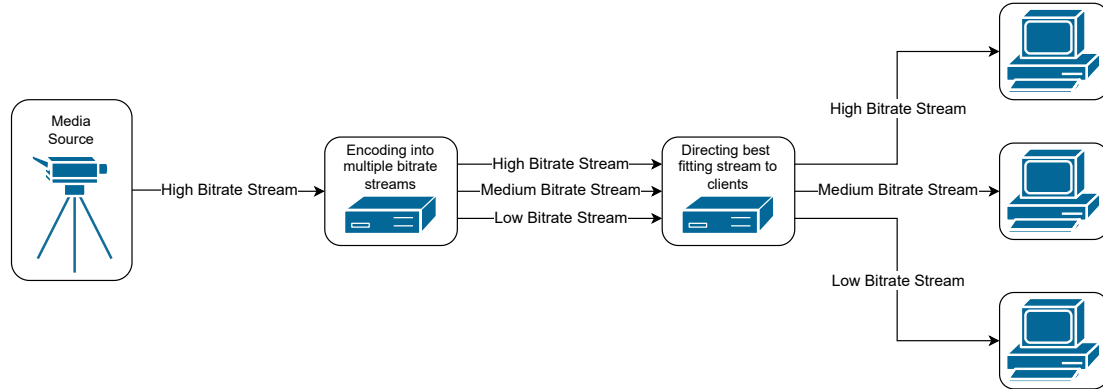 Media
Source
High Bitrate Stream
Encoding into
multiple bitrate
streams
High Bitrate Stream
Medium Bitrate Stream
Low Bitrate Stream
Directing best
fitting stream to
clients
High Bitrate Stream
Medium Bitrate Stream
Low Bitrate Stream